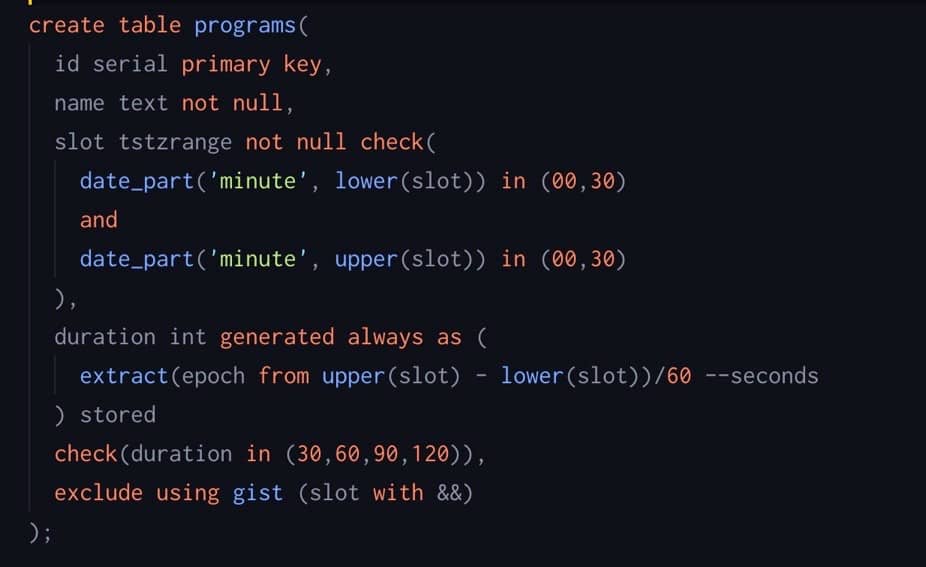 create table programs(
id serial primary key,
name text not null,
slot tstzrange not null check(
date_part('minute', lower(slot)) in (00,30)
and
date_part('minute', upper(slot)) in (00,30)
),
duration int generated always as (
extract(epoch from upper(slot) - lower(slot))/60 --seconds
) stored
check(duration in (30,60,90,120)),
exclude using gist (slot with &&)
);